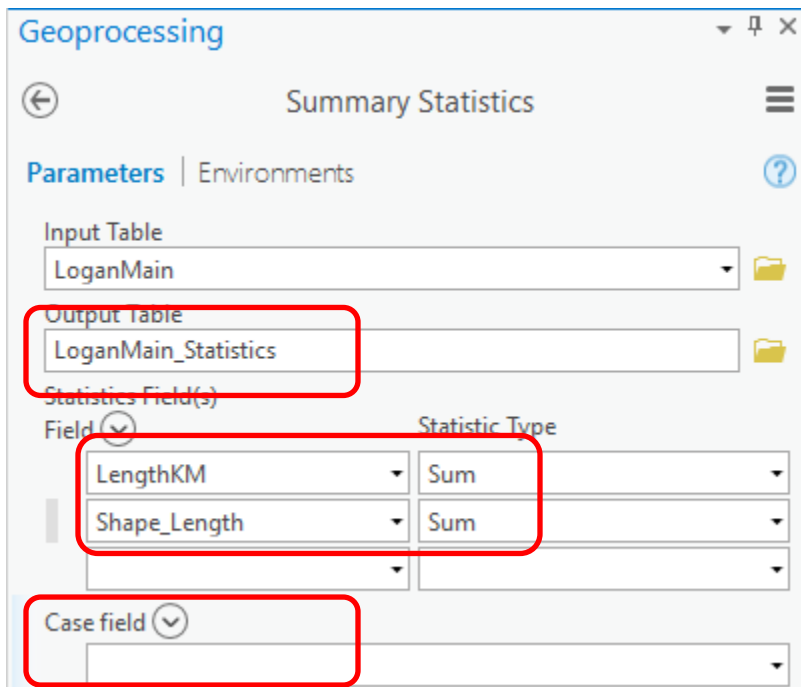 Geoprocessing
Summary Statistics
Parameters | Environments
Input Table
LoganMain
Output Table
LoganMain_Statistics
Statistics Field(s)
Field
Statistic Type
LengthKM
Sum
Shape_Length
Sum
Case field